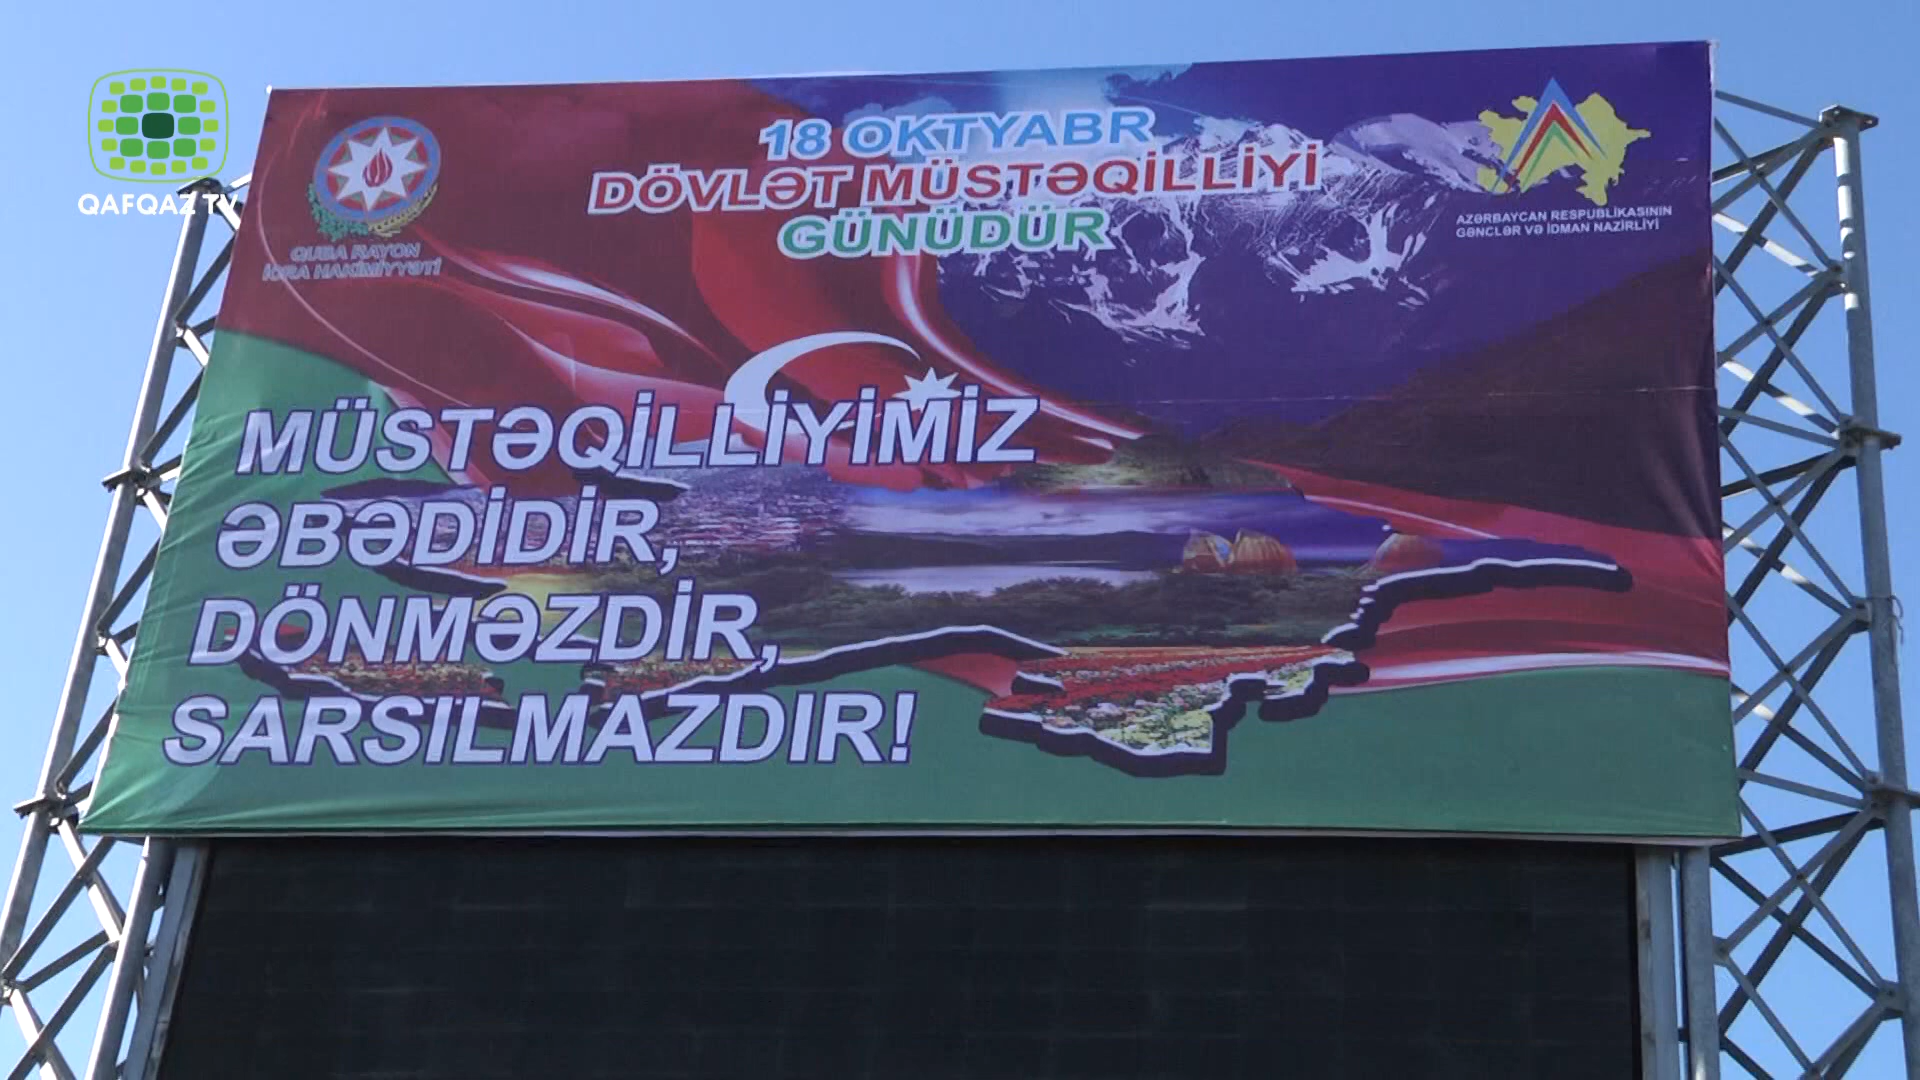 QAFQAZ TV
QUBA RAYON
İCRA HAKİMİYYƏTİ
18 OKTYABR
DÖVLƏT MÜSTƏQİLLİYİ
GÜNÜDÜR
AZƏRBAYCAN RESPUBLİKASININ
GƏNCLƏR VƏ İDMAN NAZİRLİYİ
MÜSTƏQİLLİYİMİZ
ƏBƏDİDİR,
DÖNMƏZDİR,
SARSILMAZDIR!